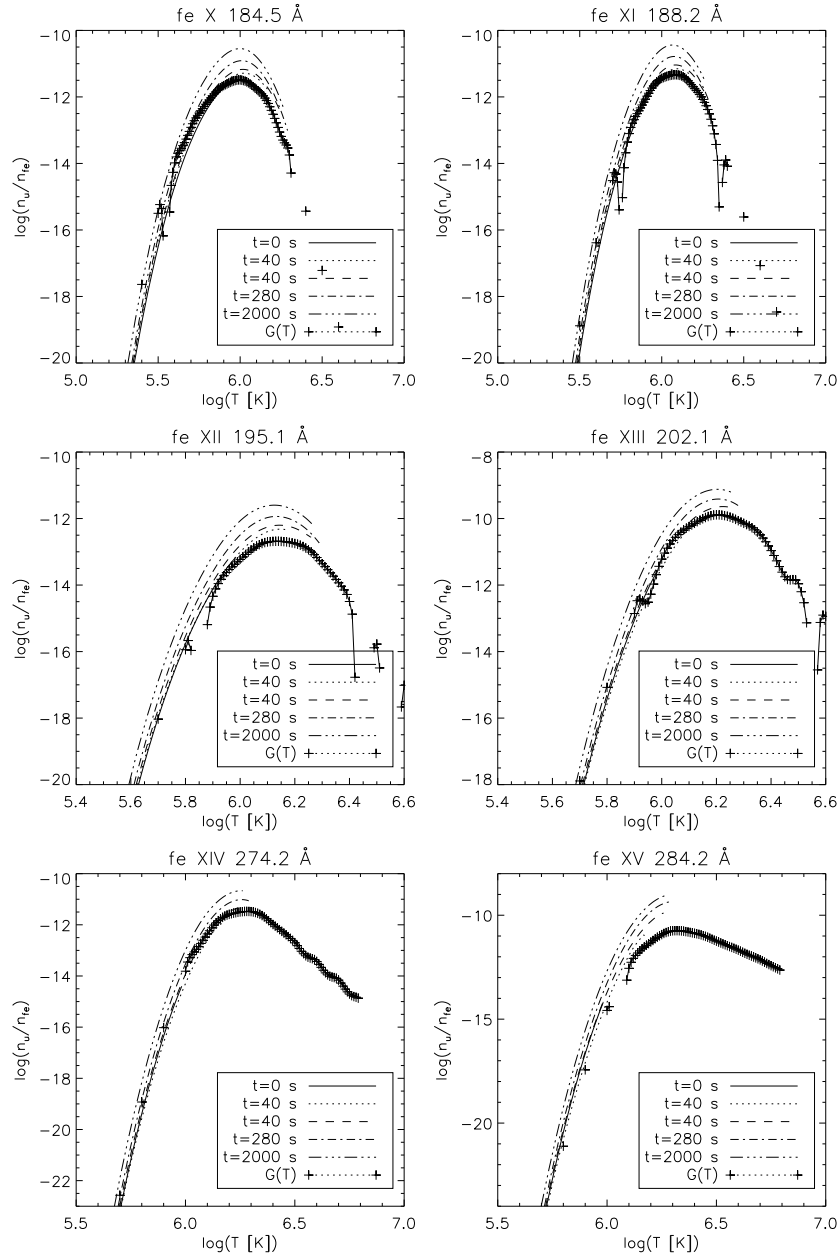 fe X 184.5 Å
log(n_u/n_fe)
-10
-12
-14
-16
-18
-20
t=0 s
t=40 s
t=40 s
t=280 s
t=2000 s
G(T)
5.0 5.5 6.0 6.5 7.0
log(T [K])
fe XI 188.2 Å
log(n_u/n_fe)
-10
-12
-14
-16
-18
-20
t=0 s
t=40 s
t=40 s
t=280 s
t=2000 s
G(T)
5.0 5.5 6.0 6.5 7.0
log(T [K])
fe XII 195.1 Å
log(n_u/n_fe)
-10
-12
-14
-16
-18
-20
t=0 s
t=40 s
t=40 s
t=280 s
t=2000 s
G(T)
5.4 5.6 5.8 6.0 6.2 6.4 6.6
log(T [K])
fe XIII 202.1 Å
log(n_u/n_fe)
-8
-10
-12
-14
-16
-18
t=0 s
t=40 s
t=40 s
t=280 s
t=2000 s
G(T)
5.4 5.6 5.8 6.0 6.2 6.4 6.6
log(T [K])
fe XIV 274.2 Å
log(n_u/n_fe)
-10
-12
-14
-16
-18
-20
-22
t=0 s
t=40 s
t=40 s
t=280 s
t=2000 s
G(T)
5.5 6.0 6.5 7.0
log(T [K])
fe XV 284.2 Å
log(n_u/n_fe)
-10
-15
-20
t=0 s
t=40 s
t=40 s
t=280 s
t=2000 s
G(T)
5.5 6.0 6.5 7.0
log(T [K])